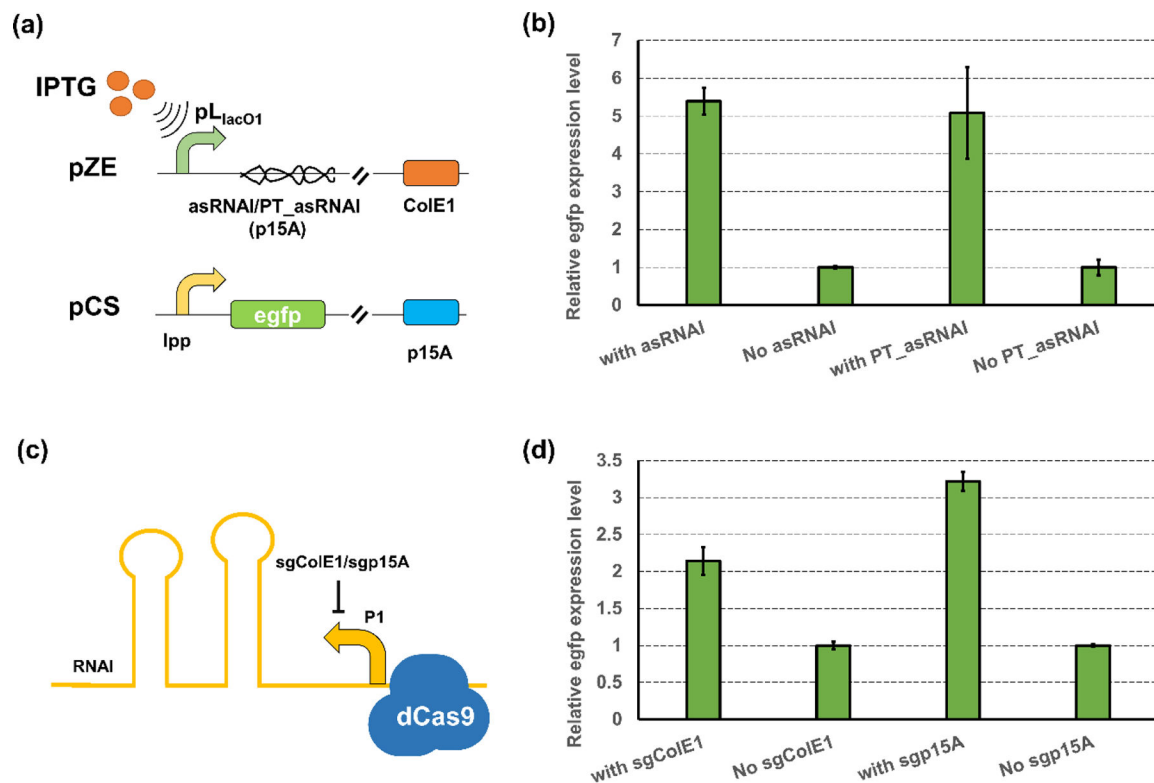 (a)
IPTG
pLlacO1
pZE
asRNAI/PT_asRNAI
(p15A)
ColE1
pCS
egfp
lpp
p15A
(b)
Relative egfp expression level
7
6
5
4
3
2
1
0
with asRNAI
No asRNAI
with PT_asRNAI
No PT_asRNAI
(c)
sgColE1/sgp15A
P1
RNAI
dCas9
(d)
Relative egfp expression level
3.5
3
2.5
2
1.5
1
0.5
0
with sgColE1
No sgColE1
with sgp15A
No sgp15A